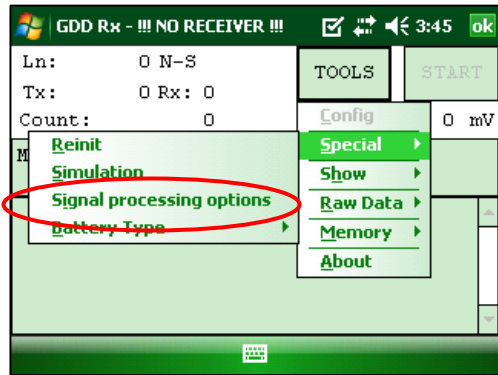 GDD Rx - !!! NO RECEIVER !!! 3:45 ok
Ln: 0 N-S
TOOLS
START
Tx: 0 Rx: 0
Count: 0
0 mV
M
Config
Special
Show
Raw Data
Memory
About
Reinit
Simulation
Signal processing options
Battery Type